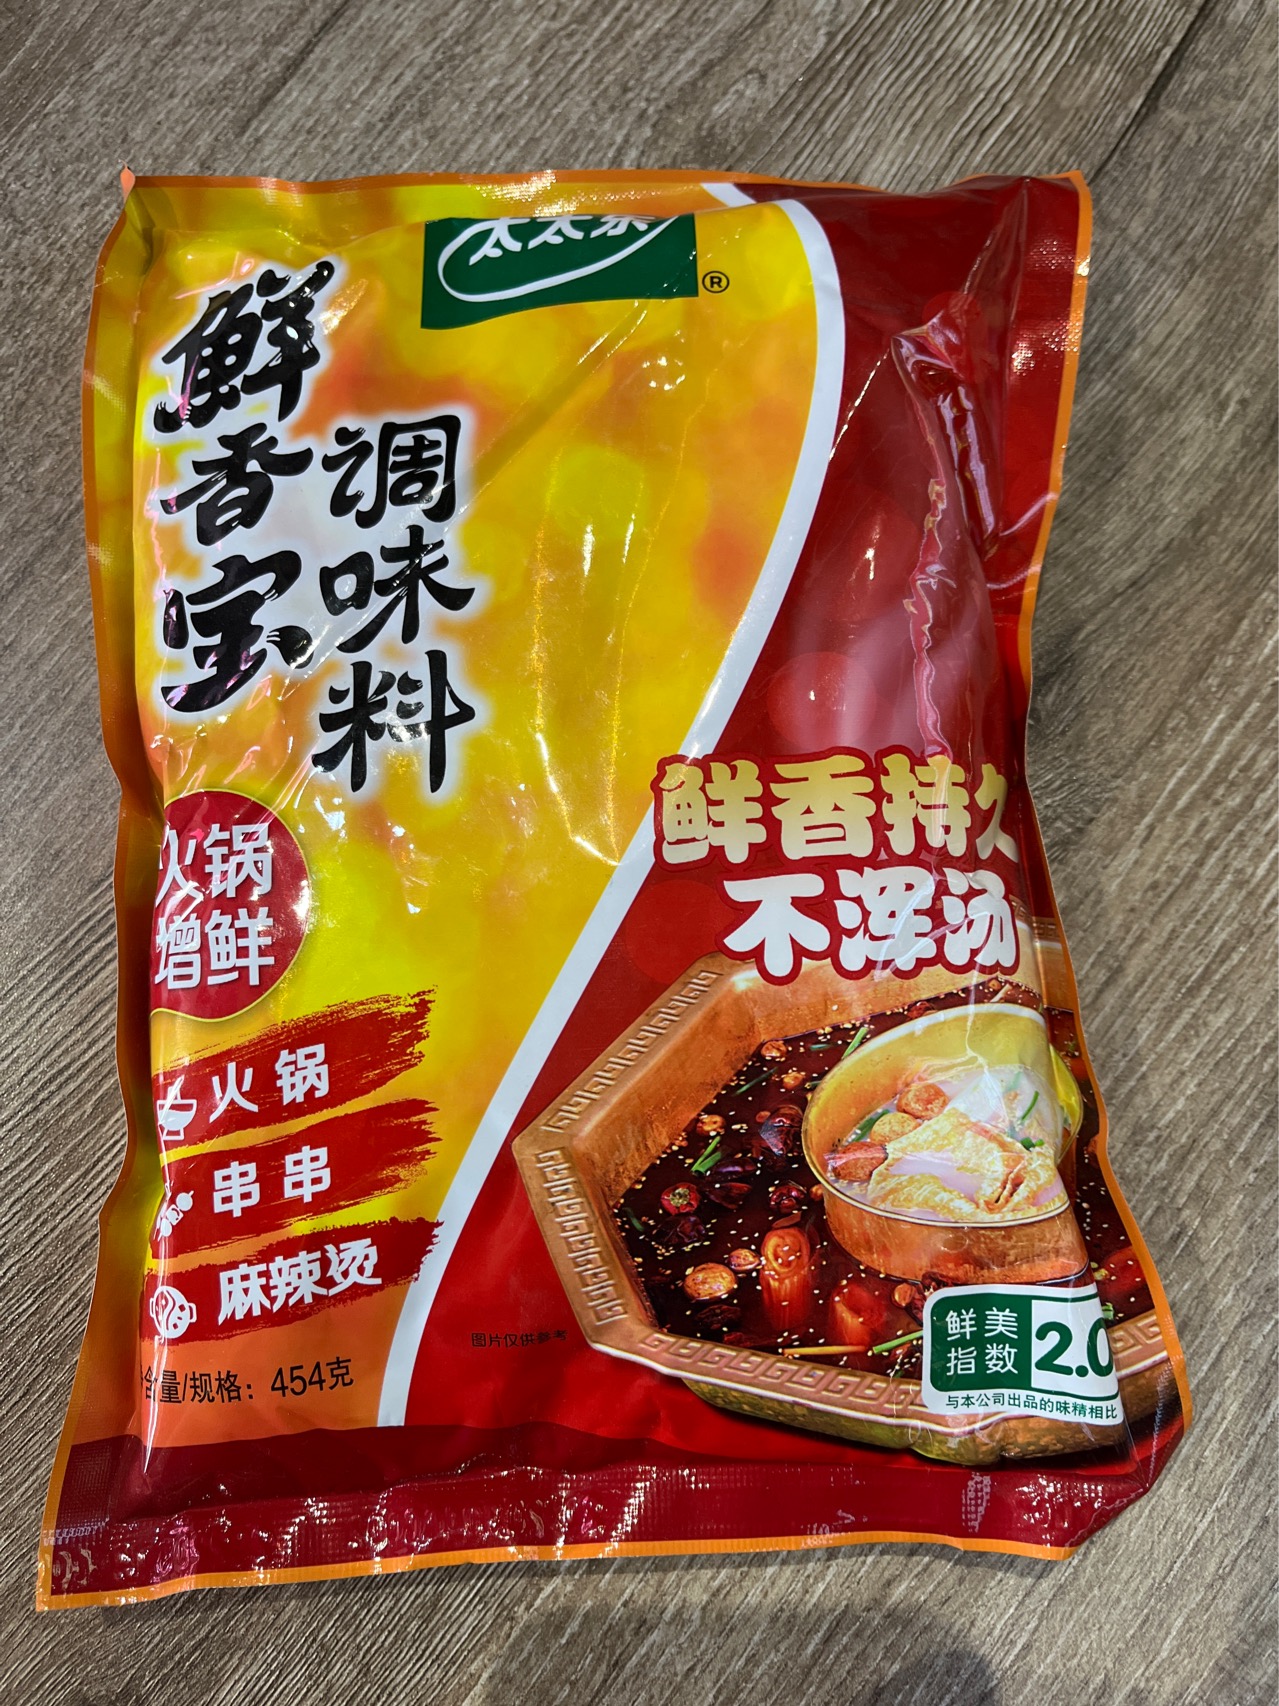 太太乐
®
鲜香宝
调味料
火锅
增鲜
火锅
串串
麻辣烫
含量/规格：454克
鲜香持久
不浑汤
图片仅供参考
鲜美
指数
2.0
与本公司出品的味精相比